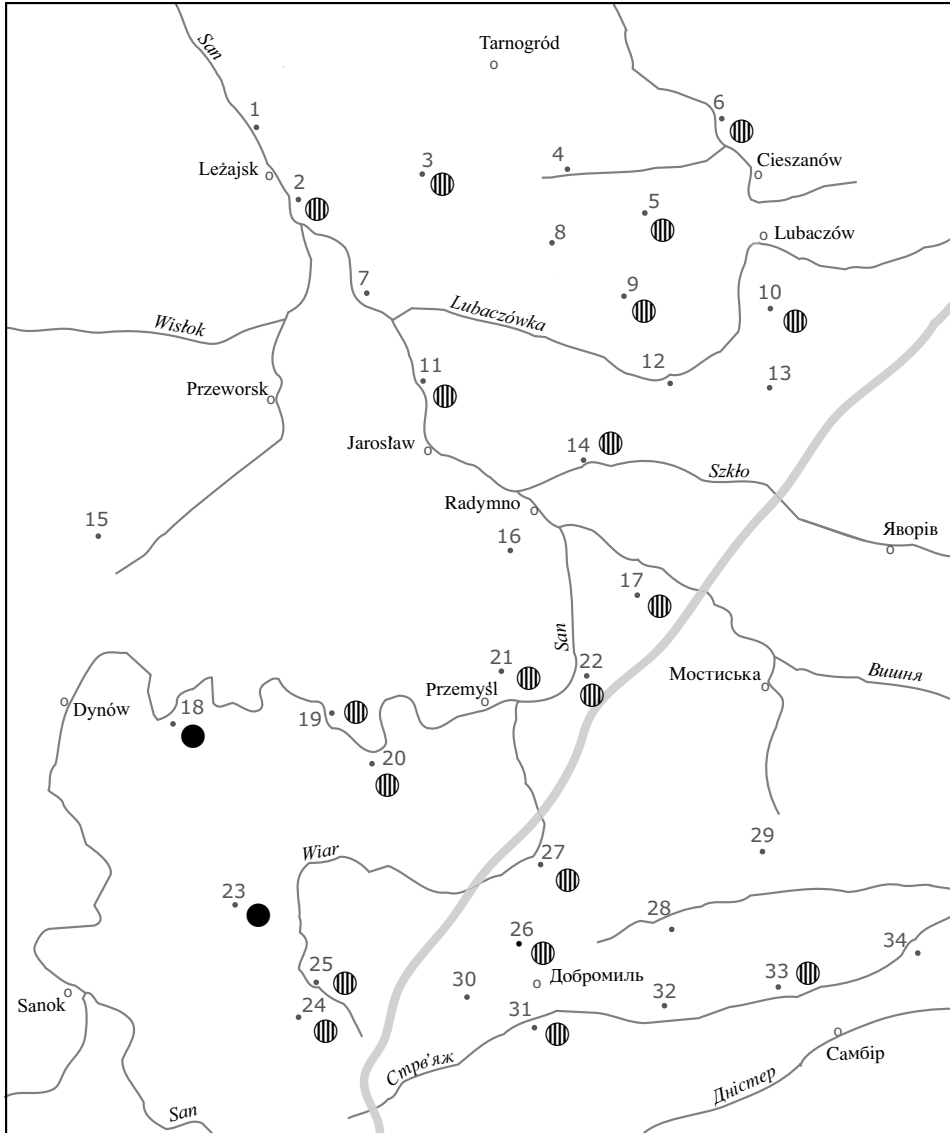 San
Tarnogród
1
6
3
4
Cieszanów
Leżajsk
2
5
8
Lubaczów
7
9
10
Lubaczówka
Wisłok
11
12
13
Przeworsk
Jarosław
14
Szkło
Radymno
15
16
Яворів
17
San
21
22
Мостиська
Вишня
Przemyśl
Dynów
18
19
20
Wiar
27
29
23
28
26
34
25
30
Добромиль
33
Sanok
24
31
32
Стрв’яж
Самбір
San
Дністер